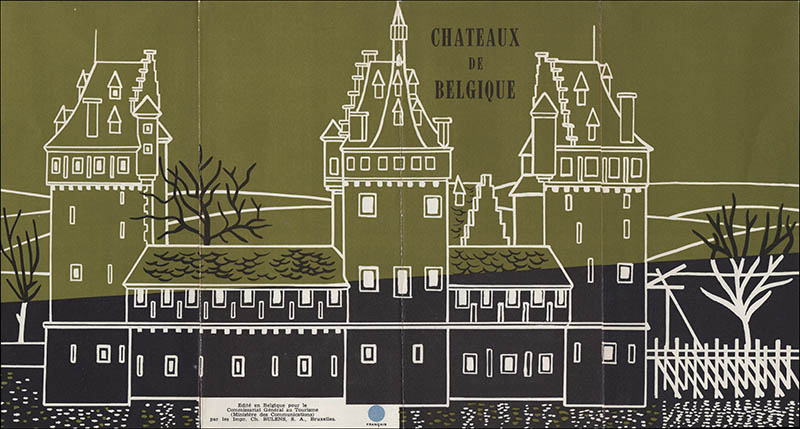 CHATEAUX
DE
BELGIQUE
Edité en Belgique pour le
Commissariat Général au Tourisme
(Ministère des Communications)
par les Impr. Ch. BULENS, S. A., Bruxelles.
FRANÇAIS